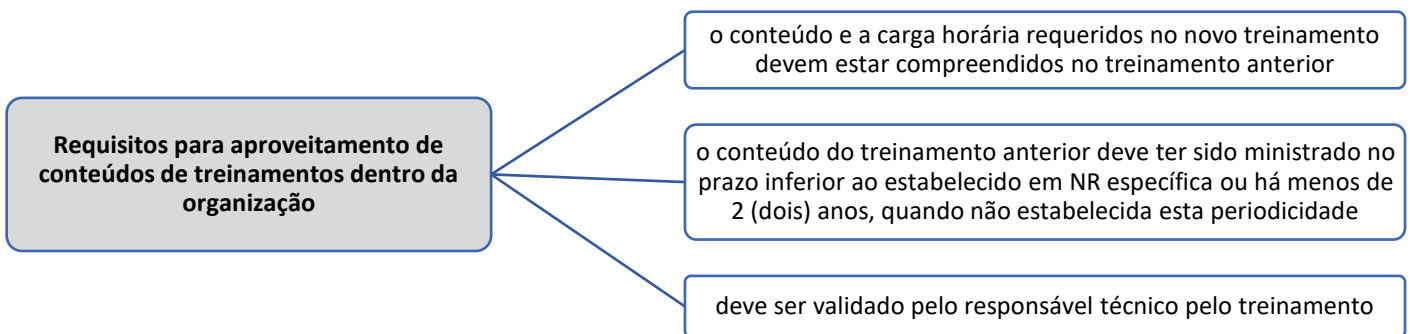 Requisitos para aproveitamento de
conteúdos de treinamentos dentro da
organização
o conteúdo e a carga horária requeridos no novo treinamento
devem estar compreendidos no treinamento anterior
o conteúdo do treinamento anterior deve ter sido ministrado no
prazo inferior ao estabelecido em NR específica ou há menos de
2 (dois) anos, quando não estabelecida esta periodicidade
deve ser validado pelo responsável técnico pelo treinamento